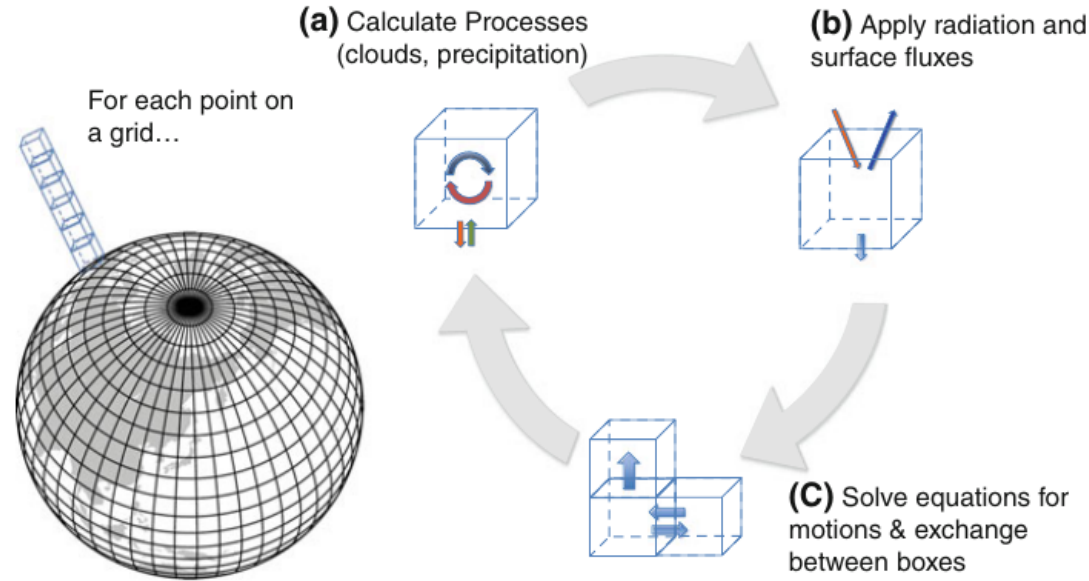 For each point on
a grid…
(a) Calculate Processes
(clouds, precipitation)
(b) Apply radiation and
surface fluxes
(C) Solve equations for
motions & exchange
between boxes